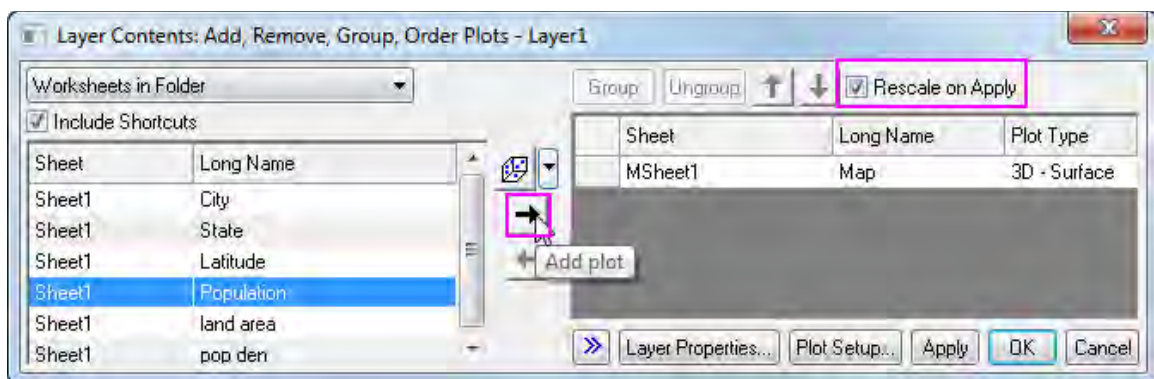 Layer Contents: Add, Remove, Group, Order Plots - Layer1
Worksheets in Folder
Include Shortcuts
Sheet Long Name
Sheet1 City
Sheet1 State
Sheet1 Latitude
Sheet1 Population
Sheet1 land area
Sheet1 pop den
Add plot
Group Ungroup Rescale on Apply
Sheet Long Name Plot Type
MSheet1 Map 3D - Surface
Layer Properties... Plot Setup... Apply OK Cancel